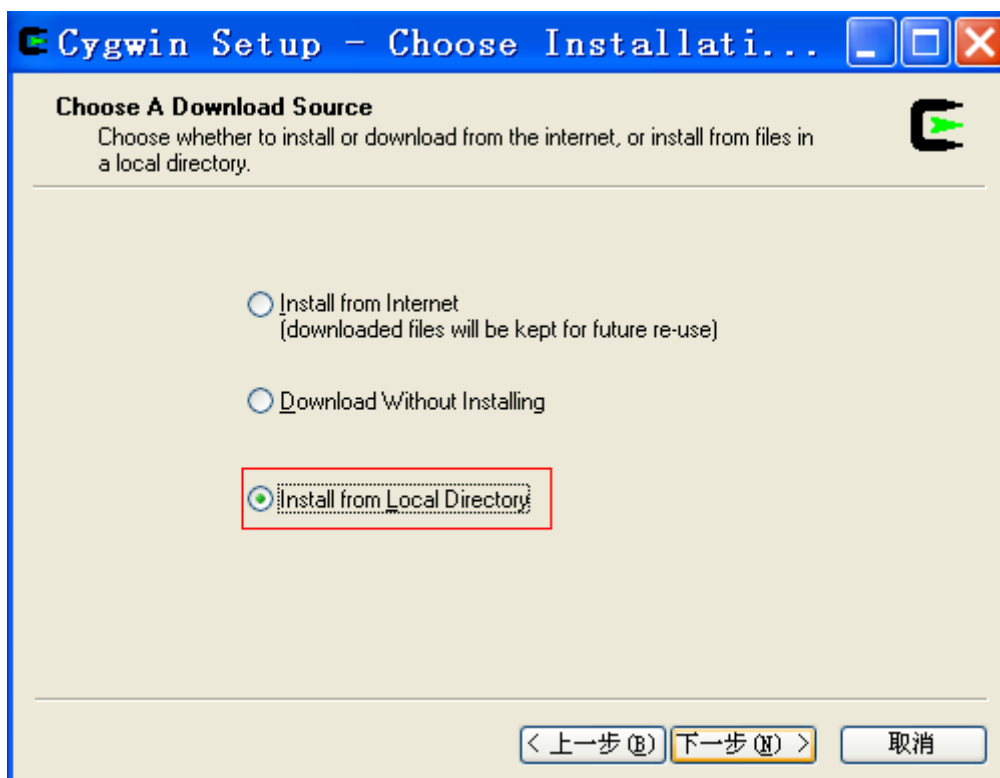 Cygwin Setup - Choose Installati...
Choose A Download Source
Choose whether to install or download from the internet, or install from files in
a local directory.
Install from Internet
(downloaded files will be kept for future re-use)
Download Without Installing
Install from Local Directory
< 上一步(B) 下一步(N) > 取消